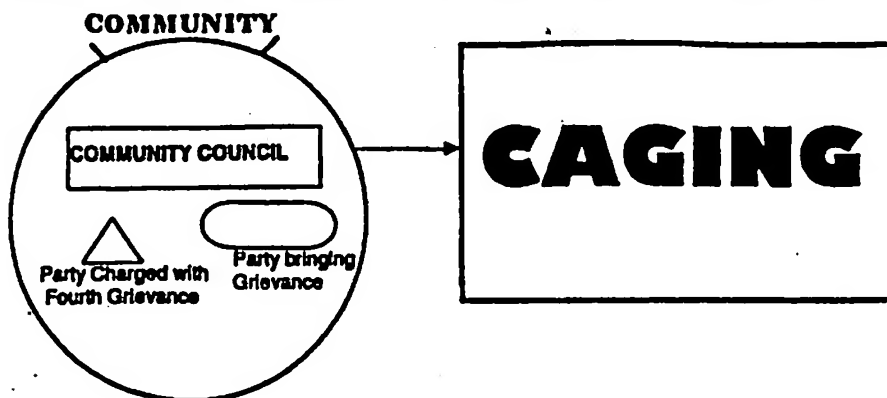 COMMUNITY
COMMUNITY COUNCIL
CAGING
Party Charged with
Fourth Grievance
Party bringing
Grievance